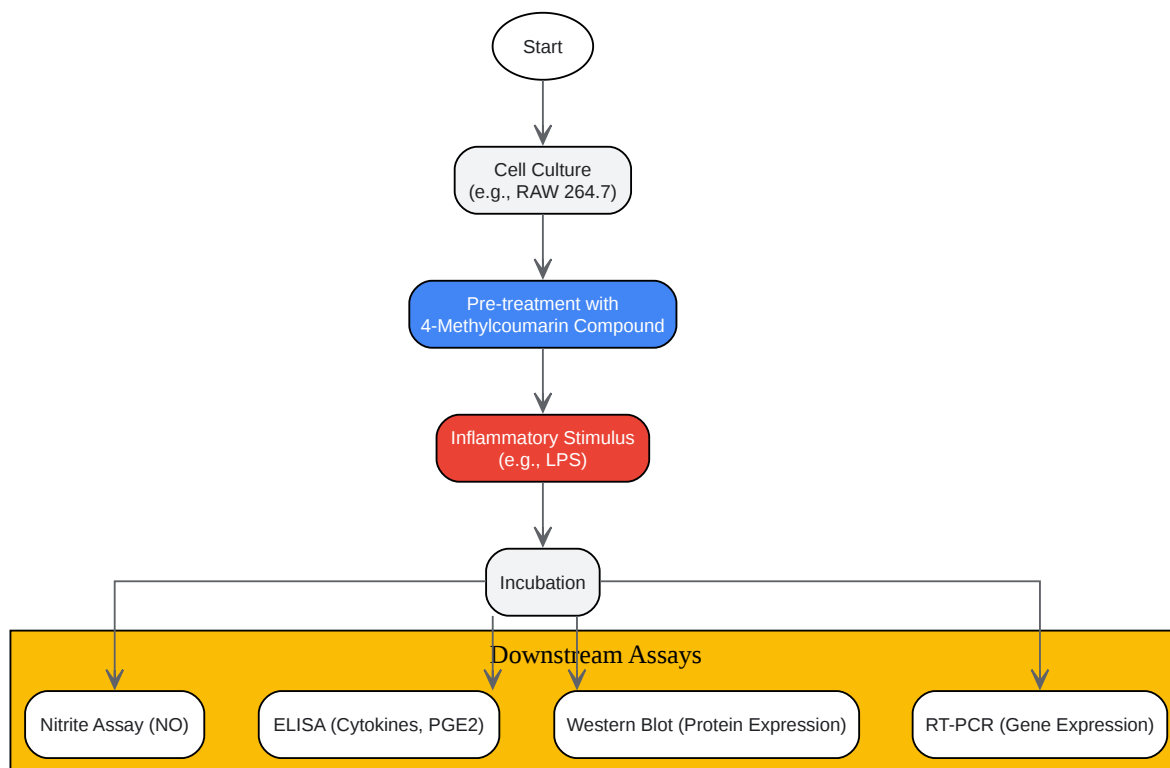 Start
Cell Culture
(e.g., RAW 264.7)
Pre-treatment with
4-Methylcoumarin Compound
Inflammatory Stimulus
(e.g., LPS)
Incubation
Downstream Assays
Nitrite Assay (NO)
ELISA (Cytokines, PGE2)
Western Blot (Protein Expression)
RT-PCR (Gene Expression)